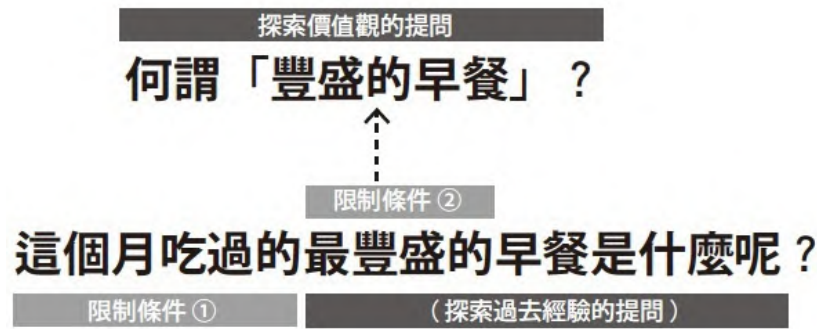 探索價值觀的提問
何謂「豐盛的早餐」？
限制條件②
這個月吃過的最豐盛的早餐是什麼呢？
限制條件①
（探索過去經驗的提問）